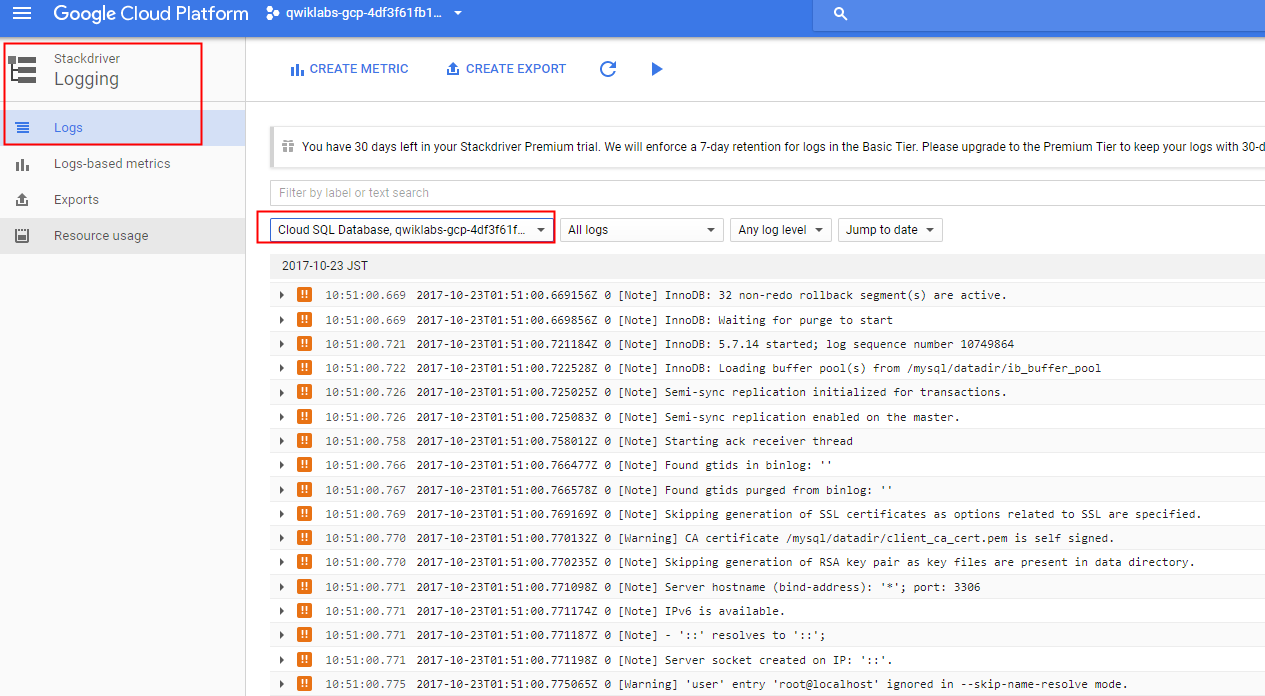 Google Cloud Platform
qwiklabs-gcp-4df3f61fb1...
Stackdriver
Logging
CREATE METRIC
CREATE EXPORT
Logs
Logs-based metrics
Exports
Resource usage
You have 30 days left in your Stackdriver Premium trial. We will enforce a 7-day retention for logs in the Basic Tier. Please upgrade to the Premium Tier to keep your logs with 30-d
Filter by label or text search
Cloud SQL Database, qwiklabs-gcp-4df3f61f...
All logs
Any log level
Jump to date
2017-10-23 JST
!! 10:51:00.669 2017-10-23T01:51:00.669156Z 0 [Note] InnoDB: 32 non-redo rollback segment(s) are active.
!! 10:51:00.669 2017-10-23T01:51:00.669856Z 0 [Note] InnoDB: Waiting for purge to start
!! 10:51:00.721 2017-10-23T01:51:00.721184Z 0 [Note] InnoDB: 5.7.14 started; log sequence number 10749864
!! 10:51:00.722 2017-10-23T01:51:00.722528Z 0 [Note] InnoDB: Loading buffer pool(s) from /mysql/datadir/ib_buffer_pool
!! 10:51:00.726 2017-10-23T01:51:00.725025Z 0 [Note] Semi-sync replication initialized for transactions.
!! 10:51:00.726 2017-10-23T01:51:00.725083Z 0 [Note] Semi-sync replication enabled on the master.
!! 10:51:00.758 2017-10-23T01:51:00.758012Z 0 [Note] Starting ack receiver thread
!! 10:51:00.766 2017-10-23T01:51:00.766477Z 0 [Note] Found gtids in binlog: ''
!! 10:51:00.767 2017-10-23T01:51:00.766578Z 0 [Note] Found gtids purged from binlog: ''
!! 10:51:00.769 2017-10-23T01:51:00.769169Z 0 [Note] Skipping generation of SSL certificates as options related to SSL are specified.
!! 10:51:00.770 2017-10-23T01:51:00.770132Z 0 [Warning] CA certificate /mysql/datadir/client_ca_cert.pem is self signed.
!! 10:51:00.770 2017-10-23T01:51:00.770235Z 0 [Note] Skipping generation of RSA key pair as key files are present in data directory.
!! 10:51:00.771 2017-10-23T01:51:00.771098Z 0 [Note] Server hostname (bind-address): '*'; port: 3306
!! 10:51:00.771 2017-10-23T01:51:00.771174Z 0 [Note] IPv6 is available.
!! 10:51:00.771 2017-10-23T01:51:00.771187Z 0 [Note] - '::' resolves to '::';
!! 10:51:00.771 2017-10-23T01:51:00.771198Z 0 [Note] Server socket created on IP: '::'.
!! 10:51:00.775 2017-10-23T01:51:00.775065Z 0 [Warning] 'user' entry 'root@localhost' ignored in --skip-name-resolve mode.